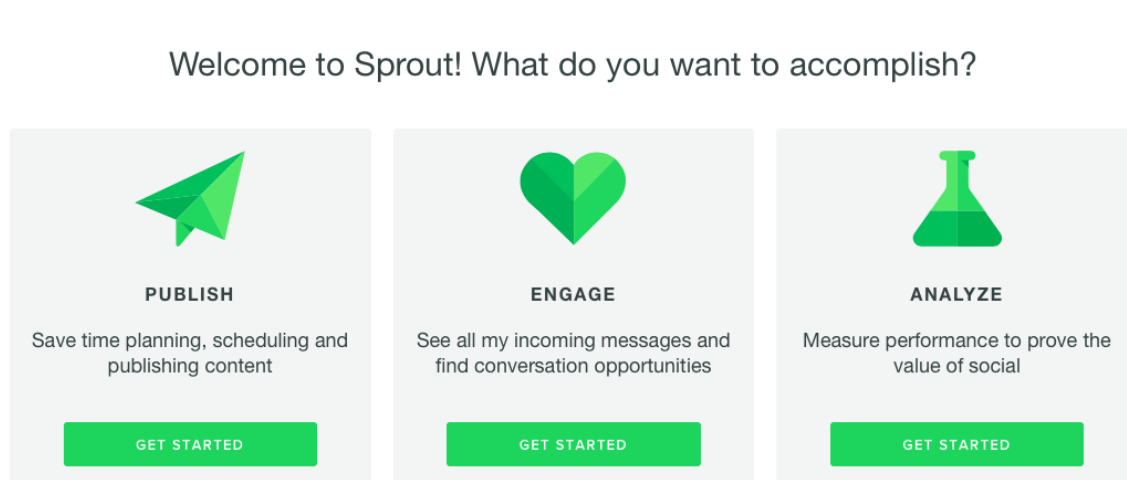 Welcome to Sprout! What do you want to accomplish?
PUBLISH
Save time planning, scheduling and
publishing content
GET STARTED
ENGAGE
See all my incoming messages and
find conversation opportunities
GET STARTED
ANALYZE
Measure performance to prove the
value of social
GET STARTED